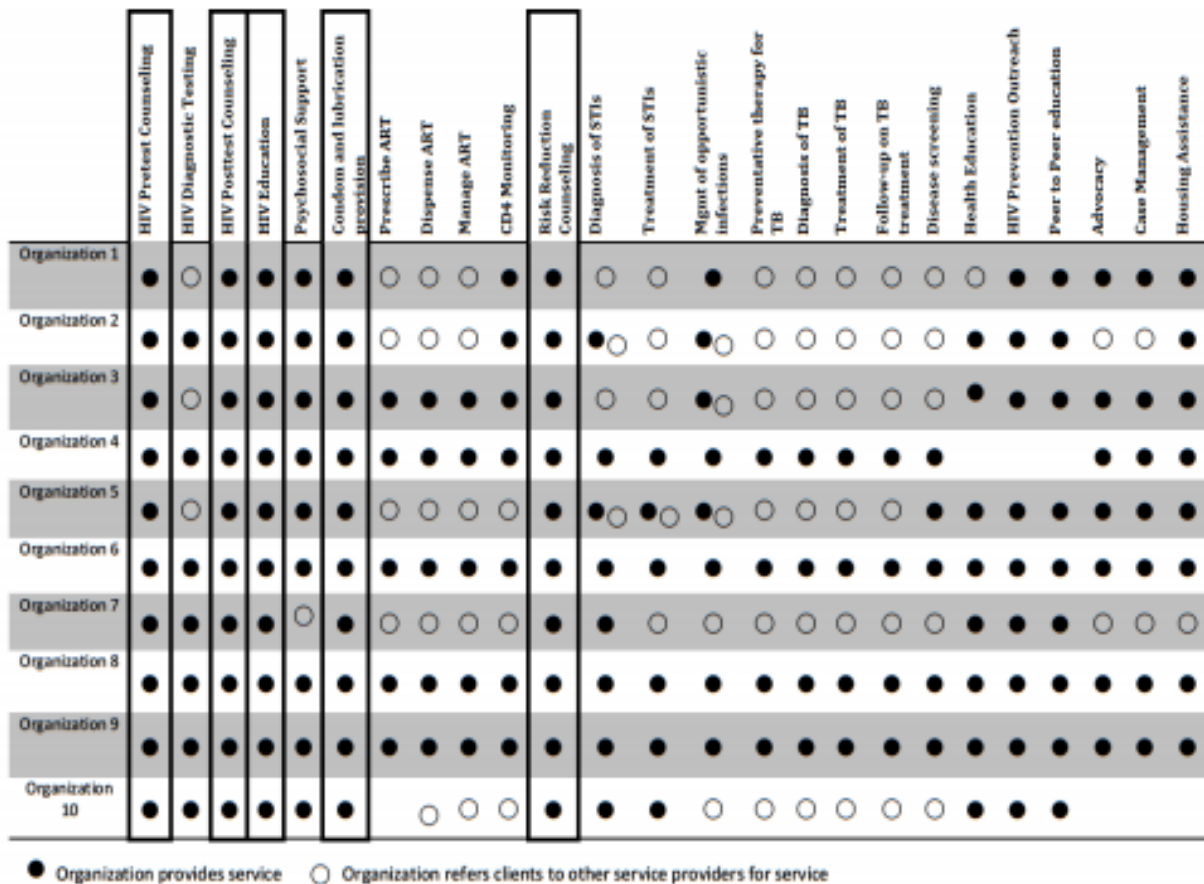 HIV Pretest Counseling
HIV Diagnostic Testing
HIV Posttest Counseling
HIV Education
Psychosocial Support
Condom and lubrication
provision
Prescribe ART
Dispense ART
Manage ART
CD4 Monitoring
Risk Reduction
Counseling
Diagnosis of STIs
Treatment of STIs
Mgmt of opportunistic
infections
Preventative therapy for
TB
Diagnosis of TB
Treatment of TB
Follow-up on TB
treatment
Disease screening
Health Education
HIV Prevention Outreach
Peer to Peer education
Advocacy
Case Management
Housing Assistance
Organization 1
Organization 2
Organization 3
Organization 4
Organization 5
Organization 6
Organization 7
Organization 8
Organization 9
Organization
10
Organization provides service
Organization refers clients to other service providers for service